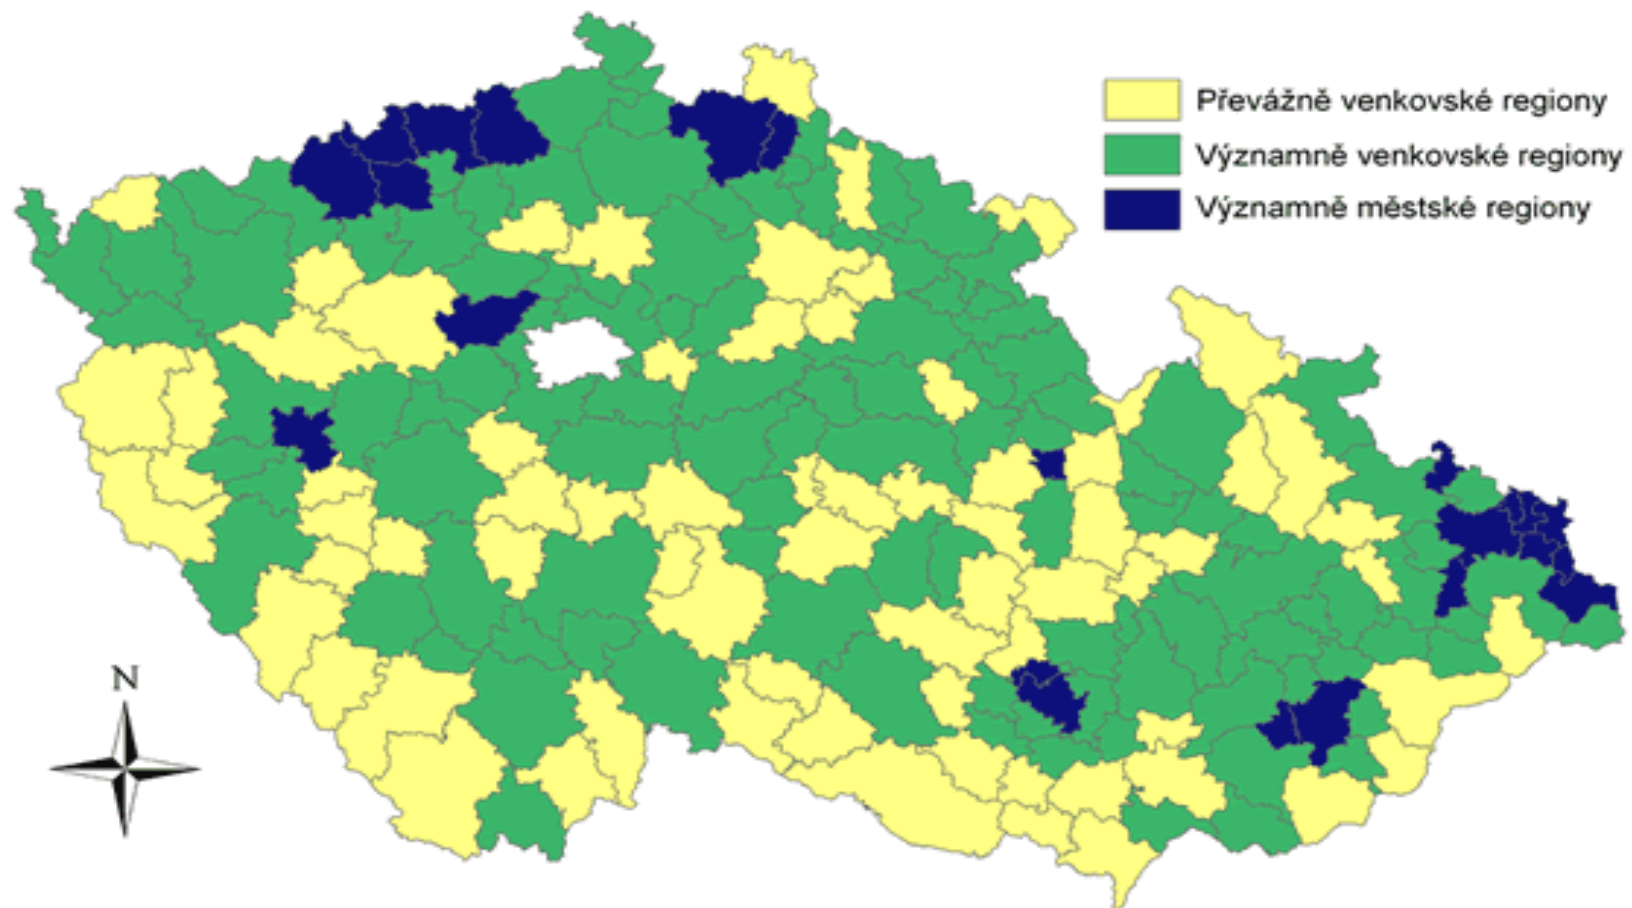 Převážně venkovské regiony
Významně venkovské regiony
Významně městské regiony
N